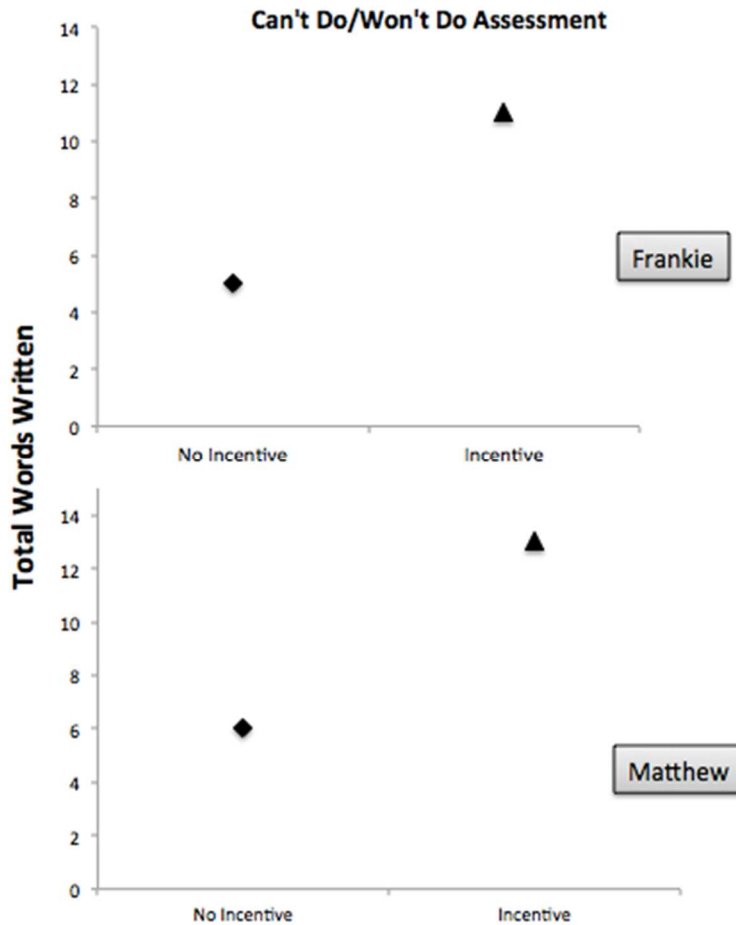 Can't Do/Won't Do Assessment
Total Words Written
14
12
10
8
6
4
2
0
No Incentive Incentive
Frankie
14
12
10
8
6
4
2
0
No Incentive Incentive
Matthew